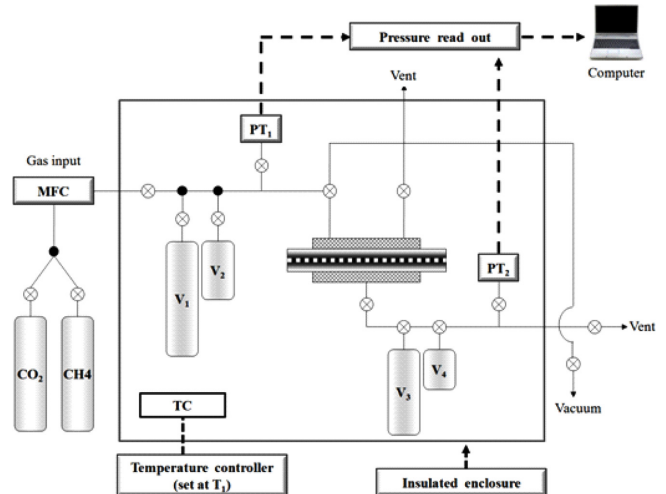 Pressure read out
Computer
Vent
PT1
Gas input
MFC
V1
V2
PT2
CO2
CH4
V3
V4
Vent
Vacuum
TC
Temperature controller
(set at T1)
Insulated enclosure